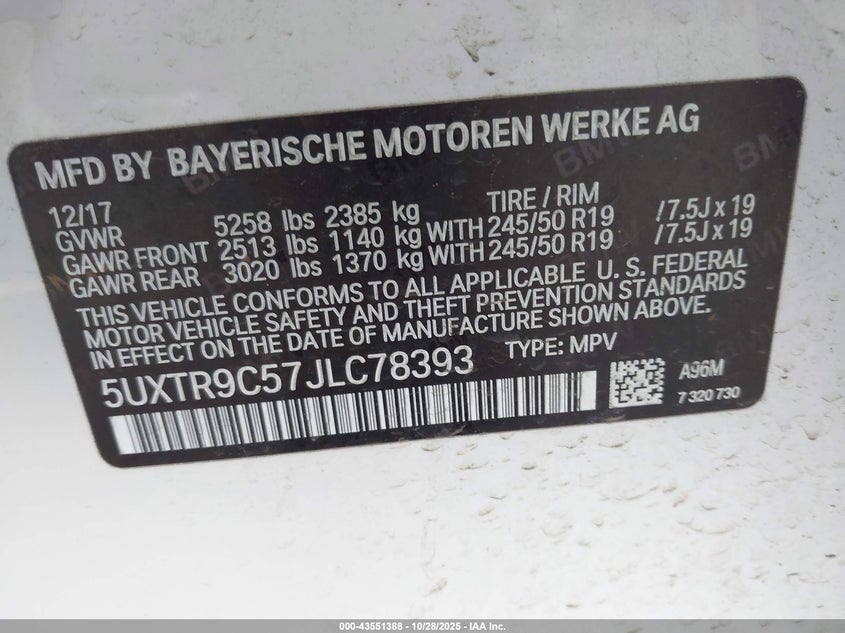 MFD BY BAYERISCHE MOTOREN WERKE AG
12/17 TIRE / RIM
GVWR 5258 lbs 2385 kg
GAWR FRONT 2513 lbs 1140 kg WITH 245/50 R19 /7.5J x 19
GAWR REAR 3020 lbs 1370 kg WITH 245/50 R19 /7.5J x 19
THIS VEHICLE CONFORMS TO ALL APPLICABLE U. S. FEDERAL
MOTOR VEHICLE SAFETY AND THEFT PREVENTION STANDARDS
IN EFFECT ON THE DATE OF MANUFACTURE SHOWN ABOVE.
5UXTR9C57JLC78393 TYPE: MPV
A96M
7 320 730
000-43551388 | 10/28/2025 - IAA Inc.